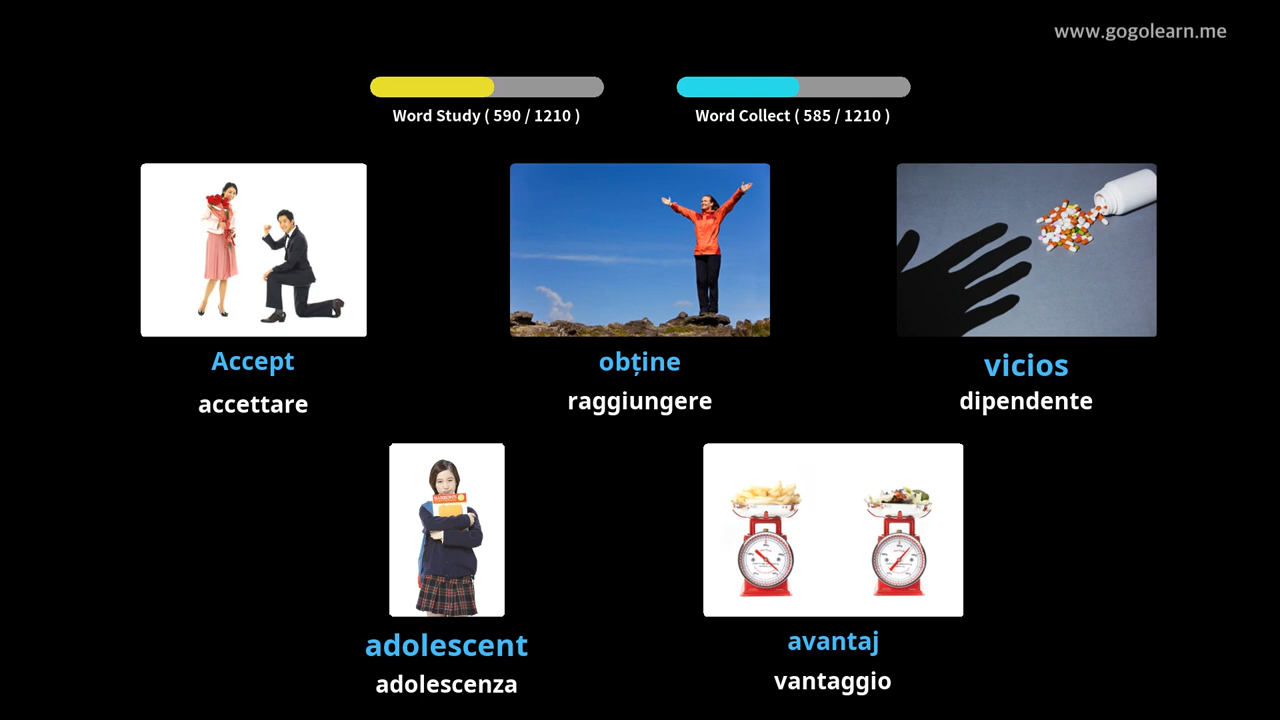 www.gogolearn.me
Word Study ( 590 / 1210 )
Word Collect ( 585 / 1210 )
Accept
accettare
obține
raggiungere
vicios
dipendente
adolescent
adolescenza
avantaj
vantaggio